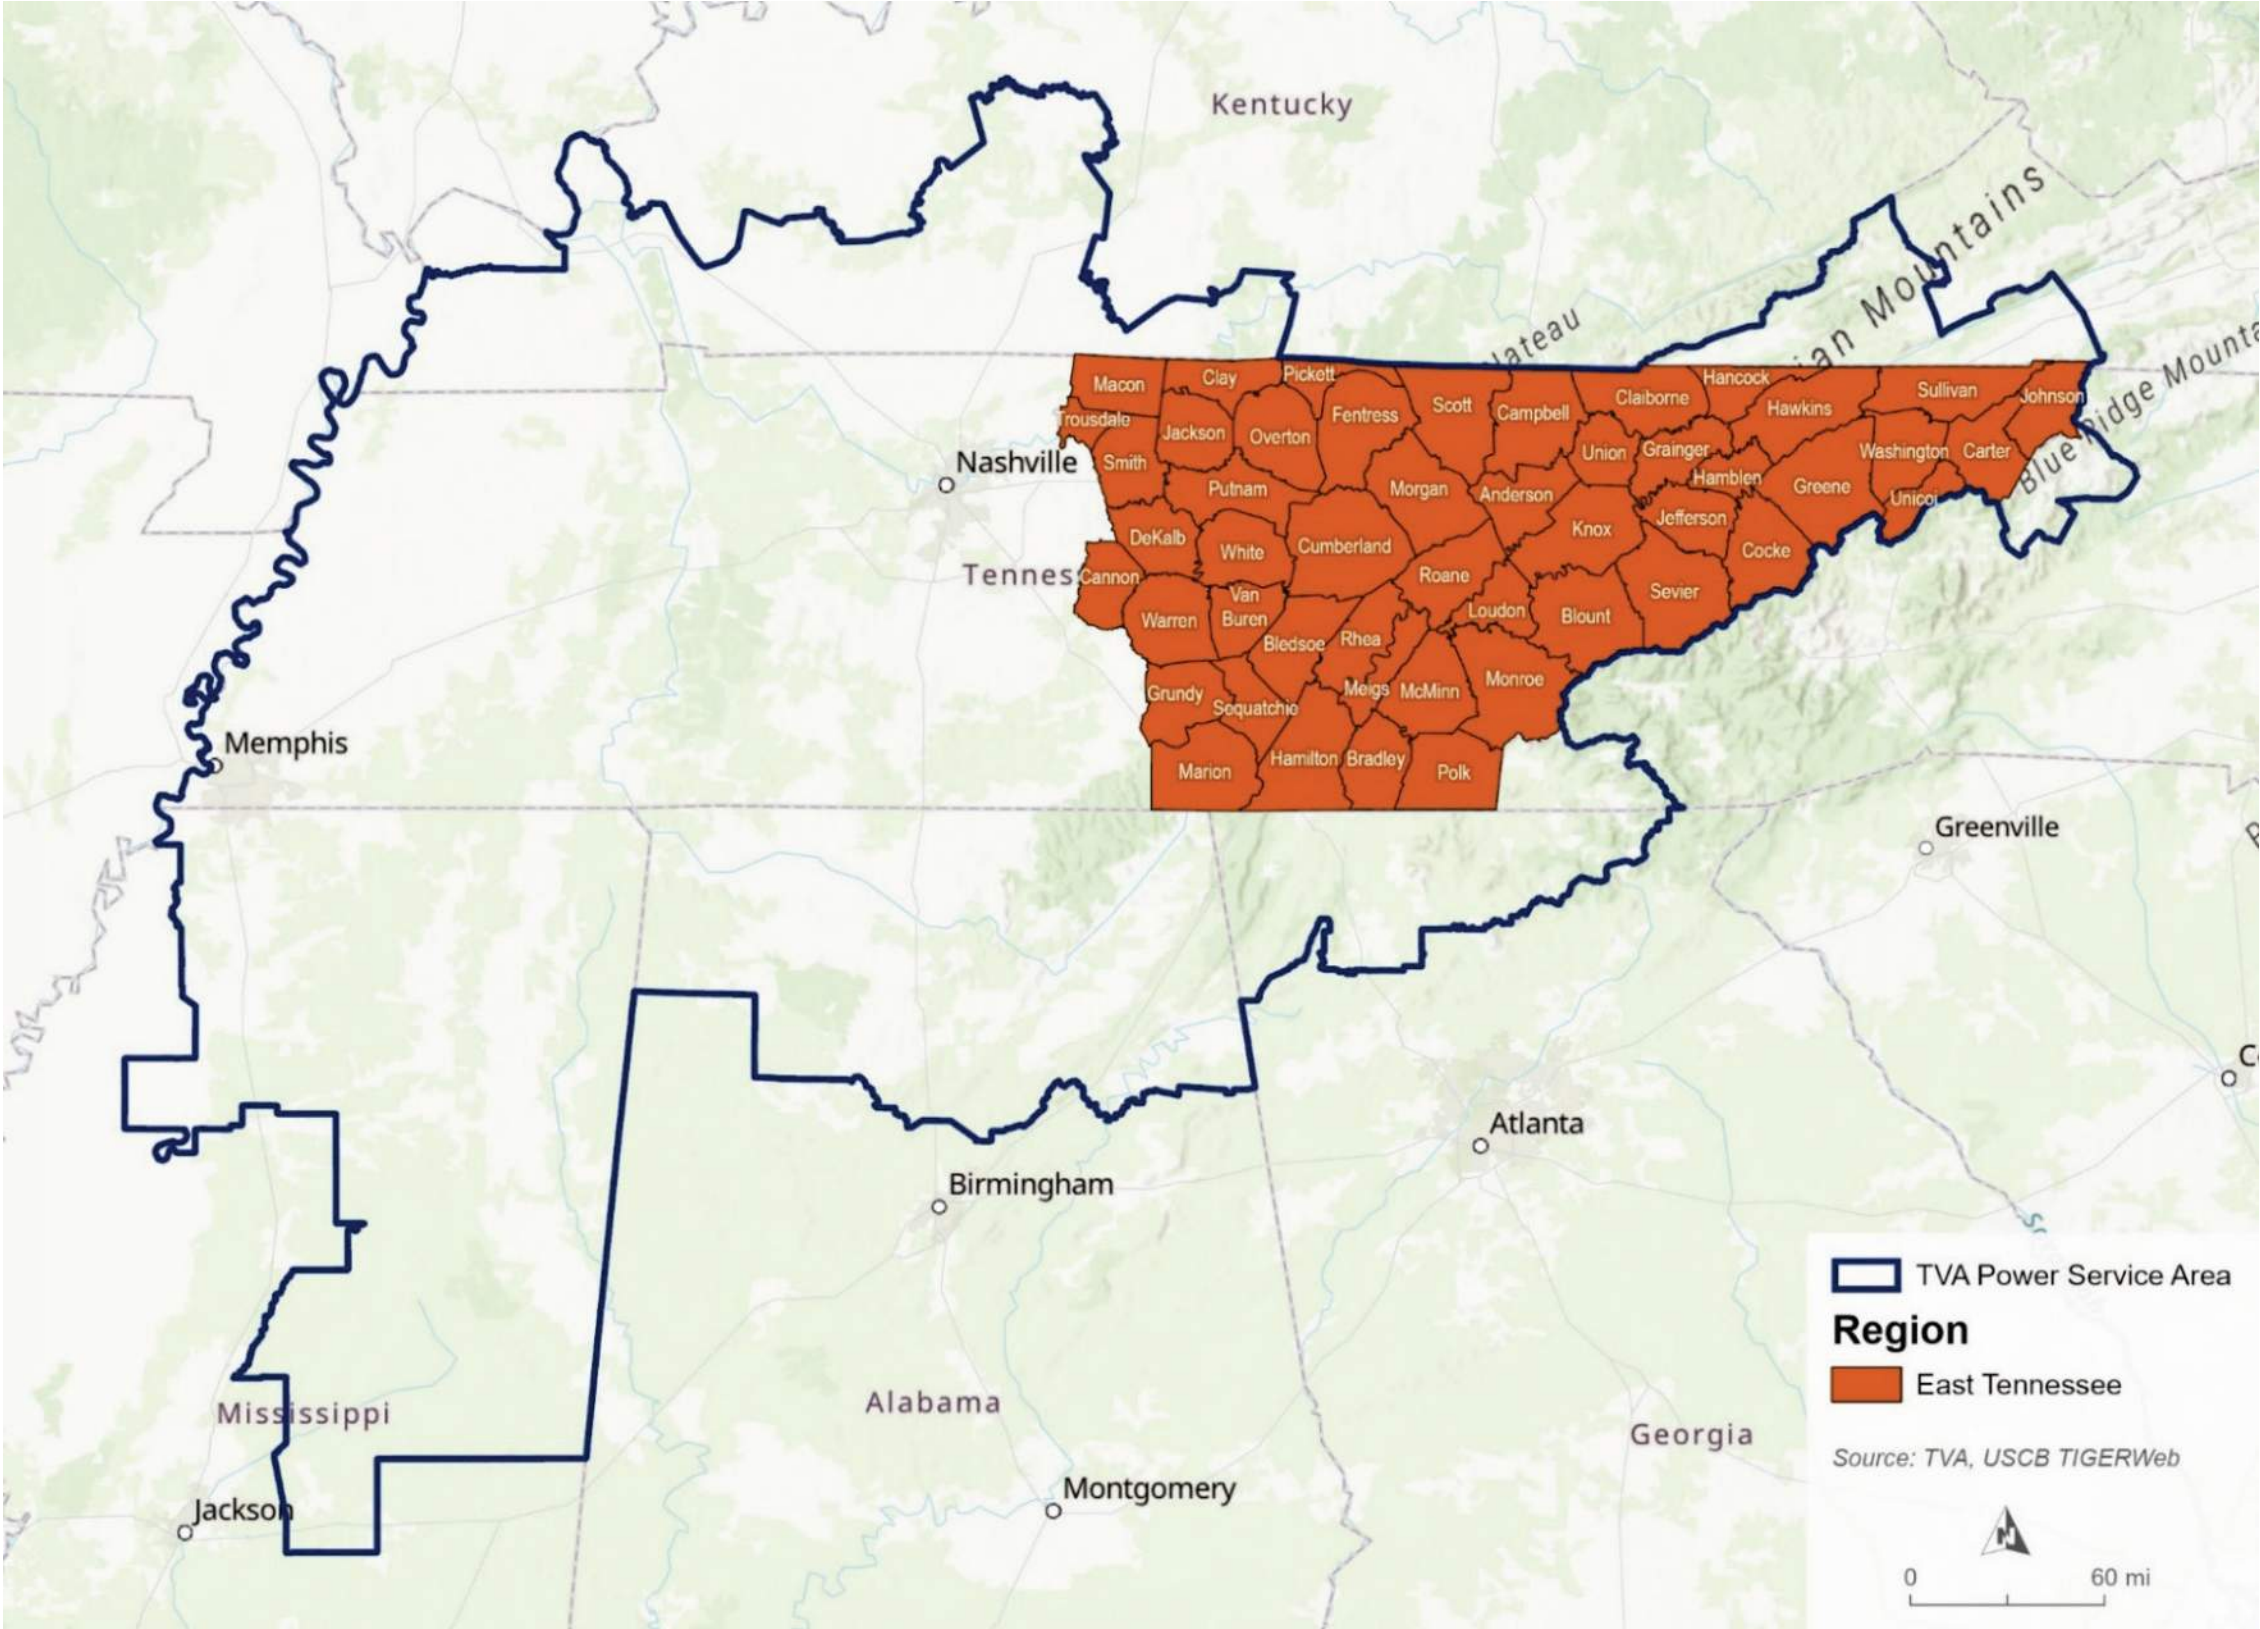 Kentucky
Mountains
ian
lateau
Blue Ridge Mounta
Macon
Clay
Pickett
Trousdale
Jackson
Overton
Fentress
Scott
Campbell
Claiborne
Hancock
Hawkins
Sullivan
Johnson
Nashville
Smith
Putnam
Morgan
Anderson
Union
Grainger
Hamblen
Greene
Washington
Carter
Unicoi
DeKalb
White
Cumberland
Knox
Jefferson
Cocke
Tennes
Cannon
Warren
Van
Buren
Roane
Loudon
Blount
Sevier
Bledsoe
Rhea
Grundy
Sequatchie
Meigs
McMinn
Monroe
Marion
Hamilton
Bradley
Polk
Memphis
Greenville
Atlanta
Birmingham
Alabama
Mississippi
Georgia
Jackson
Montgomery
TVA Power Service Area
Region
East Tennessee
Source: TVA, USCB TIGERWeb
N
0 60 mi